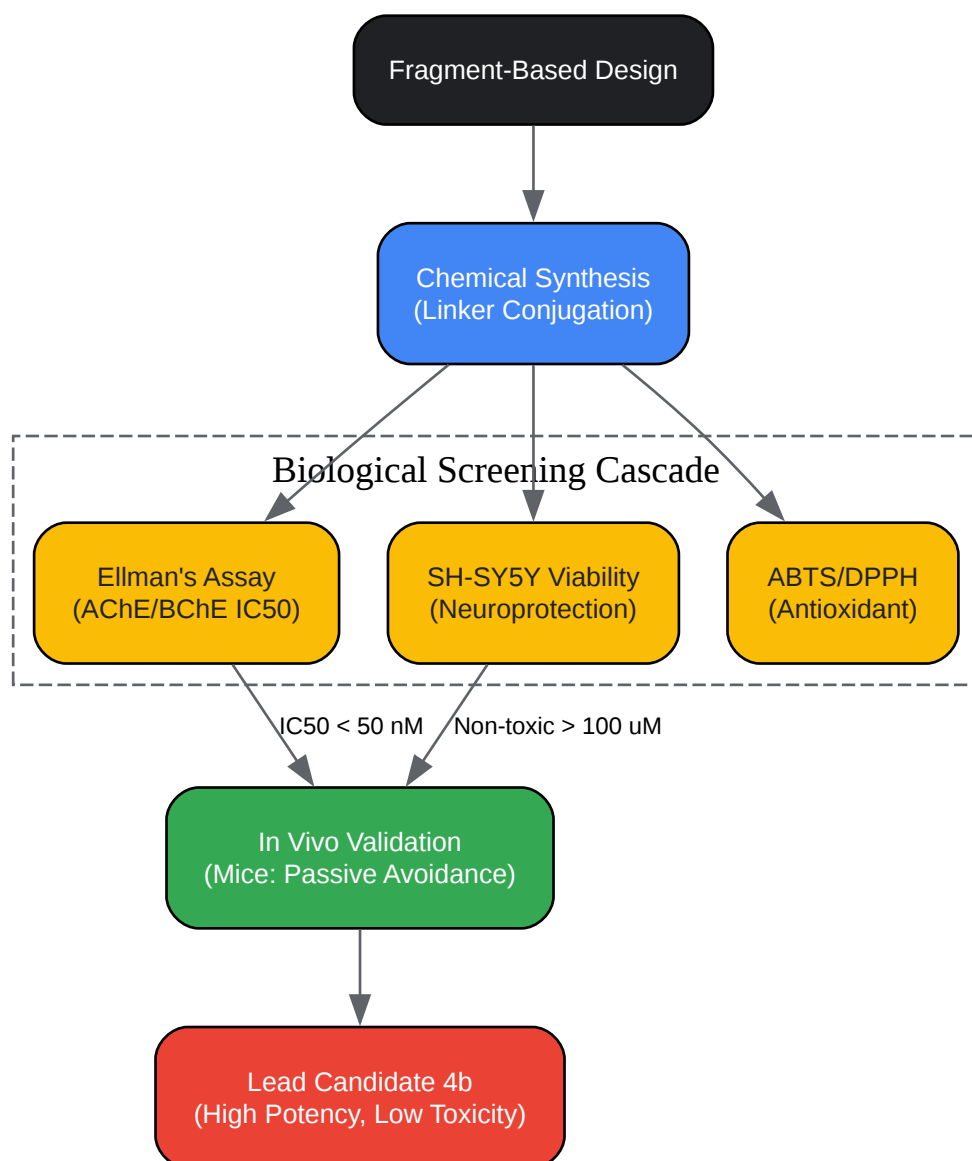 Fragment-Based Design
Chemical Synthesis
(Linker Conjugation)
Biological Screening Cascade
Ellman's Assay
(AChE/BChE IC50)
SH-SY5Y Viability
(Neuroprotection)
ABTS/DPPH
(Antioxidant)
IC50 < 50 nM
Non-toxic > 100 uM
In Vivo Validation
(Mice: Passive Avoidance)
Lead Candidate 4b
(High Potency, Low Toxicity)